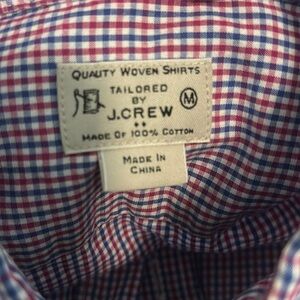 Quality Woven Shirts
Tailored
by
M
J.Crew
Made of 100% Cotton
Made in
China